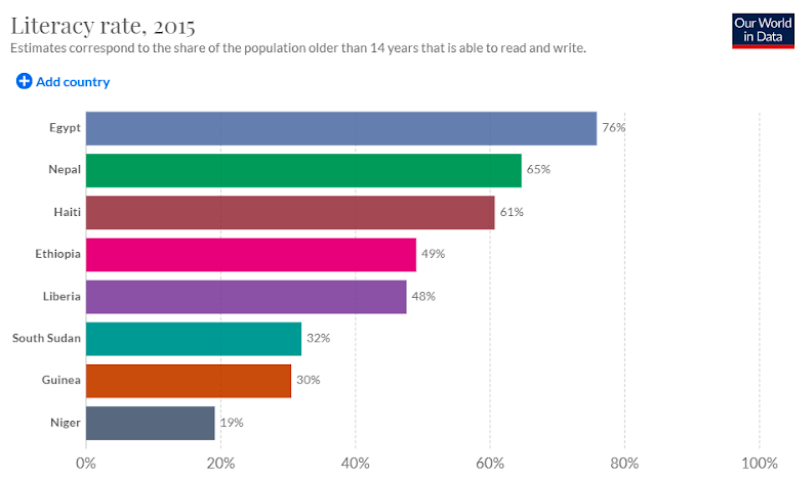 Literacy rate, 2015
Our World
in Data
Estimates correspond to the share of the population older than 14 years that is able to read and write.
Add country
Egypt 76%
Nepal 65%
Haiti 61%
Ethiopia 49%
Liberia 48%
South Sudan 32%
Guinea 30%
Niger 19%
0% 20% 40% 60% 80% 100%